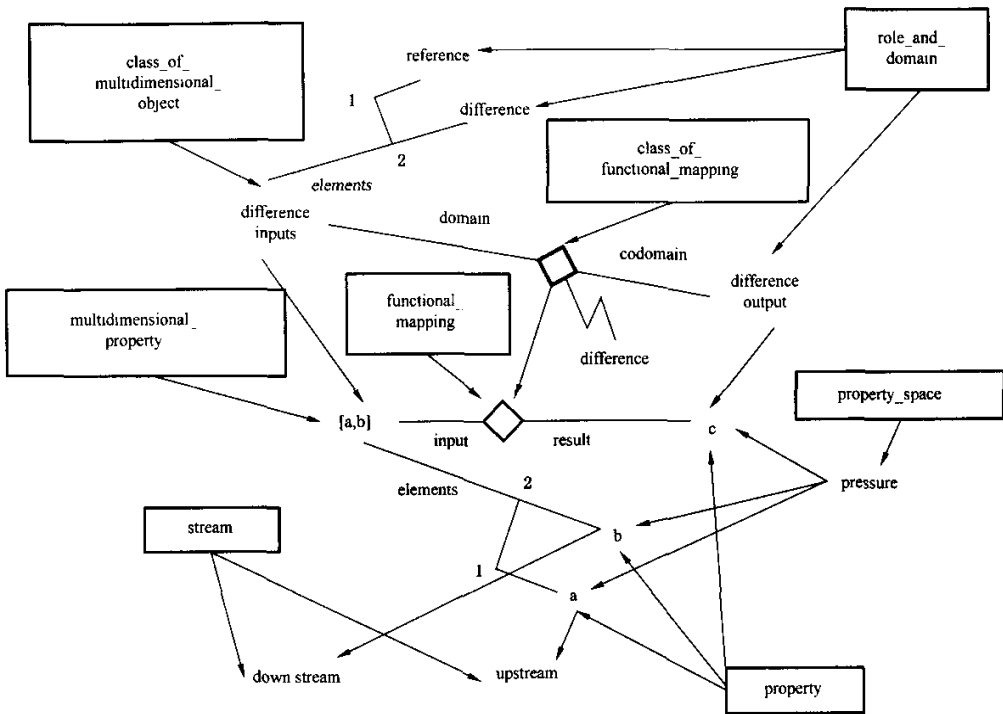 class_of_
multidimensional_
object
reference
role_and_
domain
1
difference
2
class_of_
functional_mapping
elements
difference
inputs
domain
codomain
difference
output
multidimensional_
property
functional_
mapping
difference
property_space
[a,b]
input
result
c
elements
2
pressure
stream
b
1
a
down stream
upstream
property